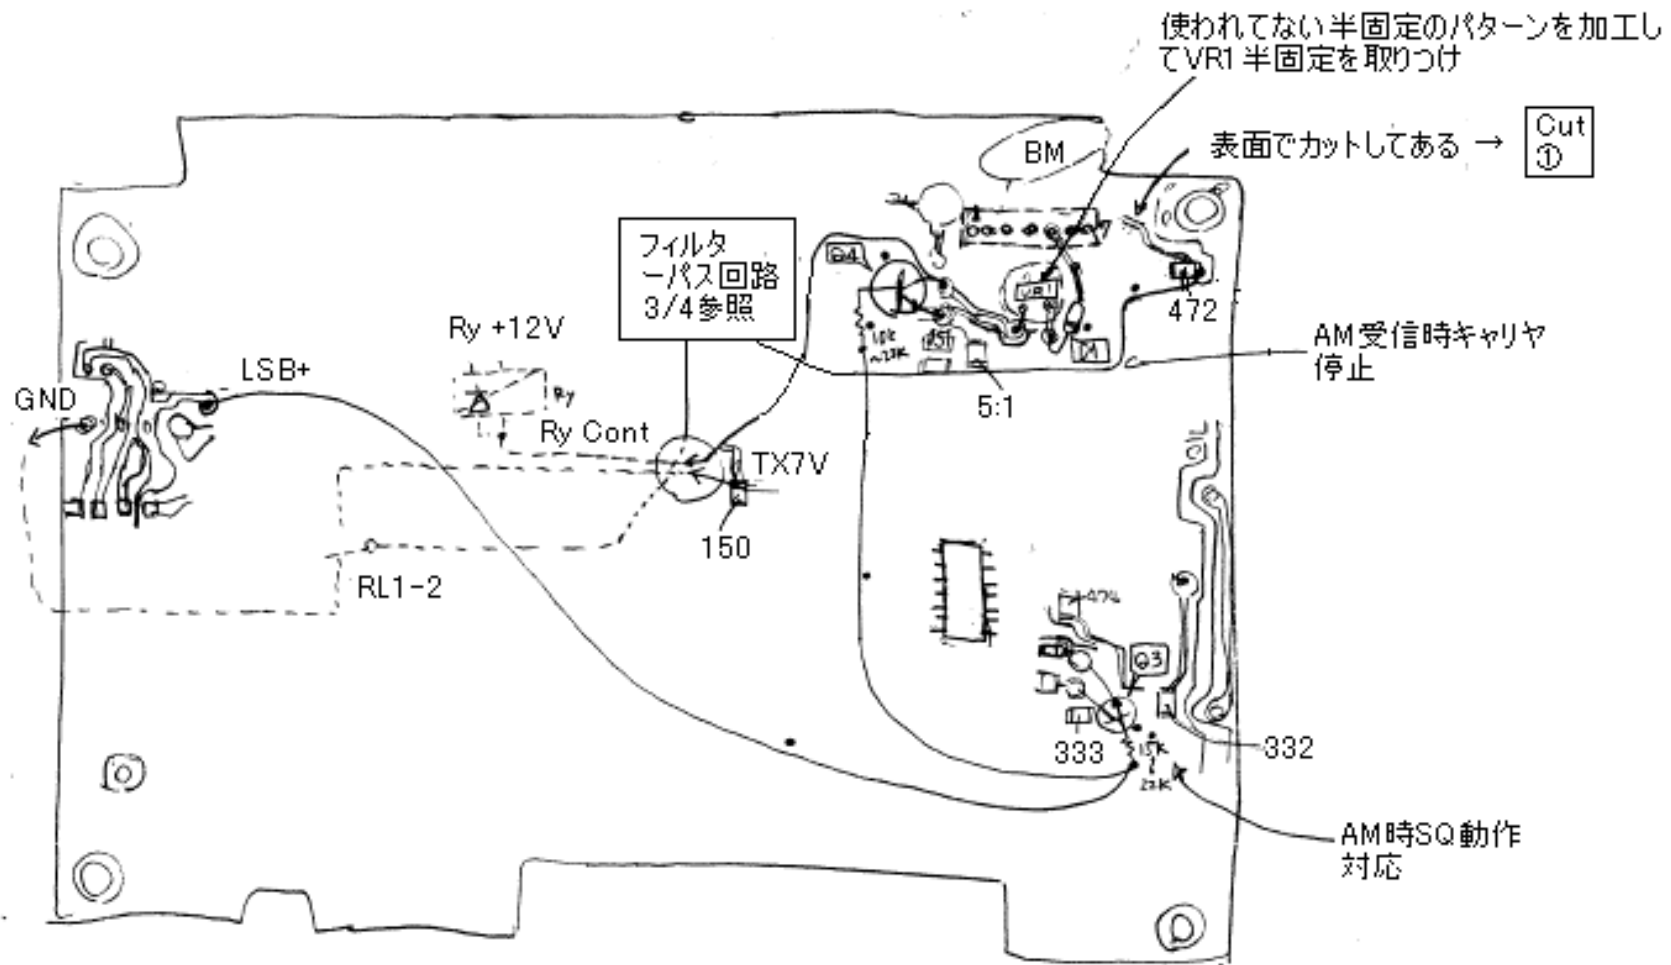 使われてない半固定のパターンを加工し
てVR1半固定を取りつけ
表面でカットしてある →
Cut
①
BM
フィルタ
ーパス回路
3/4参照
Q4
VR1
472
Ry +12V
10K
~22K
D1
AM受信時キャリヤ
停止
LSB+
Ry
5:1
GND
Ry Cont
TX7V
150
RL1-2
Q3
333
15K
22K
332
AM時SQ動作
対応